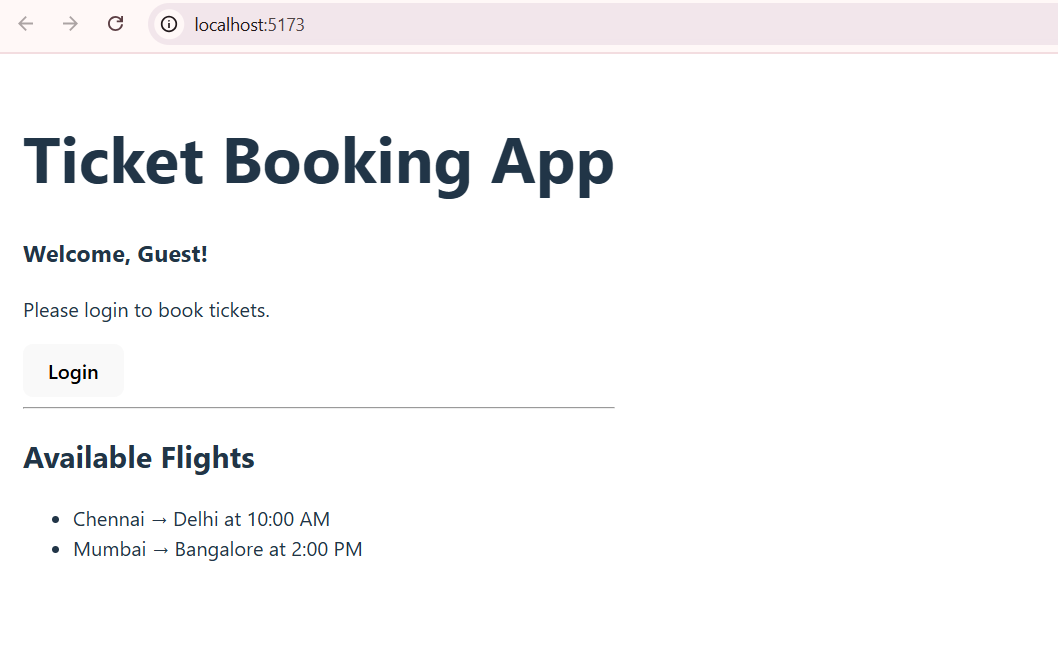 localhost:5173
Ticket Booking App
Welcome, Guest!
Please login to book tickets.
Login
Available Flights
• Chennai → Delhi at 10:00 AM
• Mumbai → Bangalore at 2:00 PM